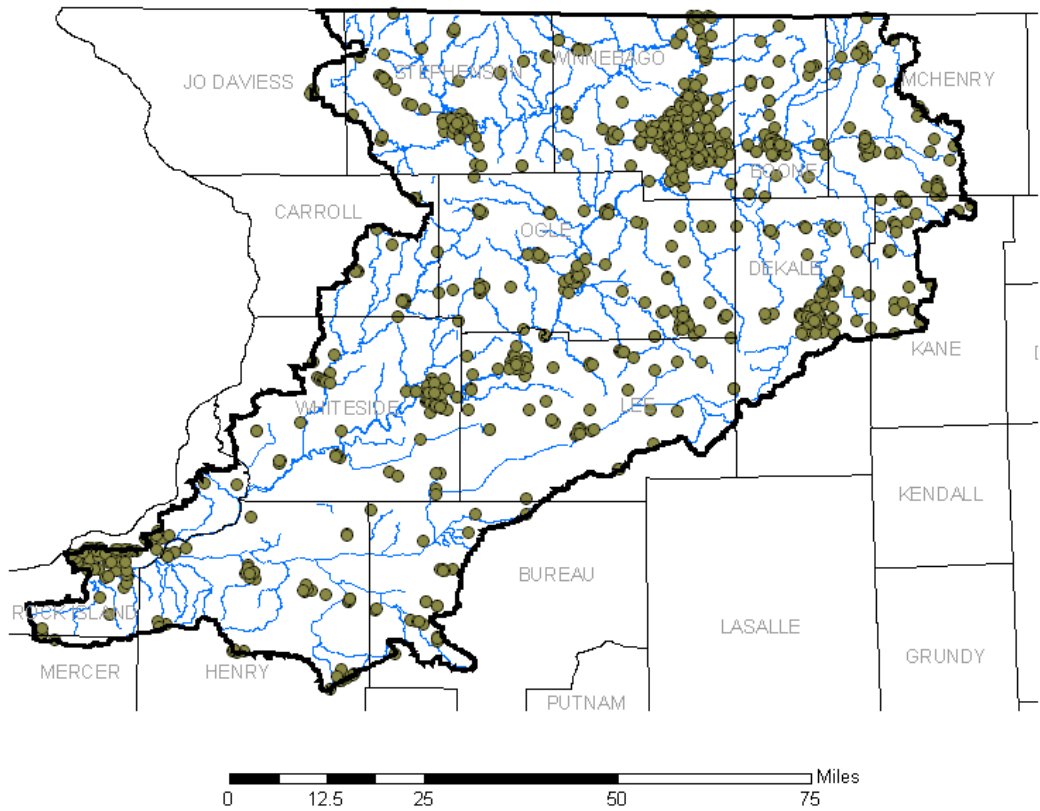 STEPHENSON
WINNEBAGO
JO DAVIESS
MCHENRY
BOONE
CARROLL
OGLE
DEKALB
KANE
D
WHITESIDE
LEE
KENDALL
BUREAU
ROCK ISLAND
LASALLE
GRUNDY
MERCER
HENRY
PUTNAM
Miles
0 12.5 25 50 75